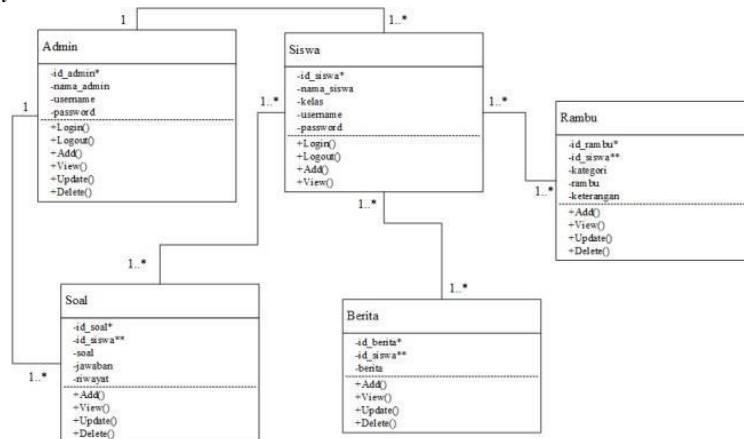 1
1..*
Admin
-id_admin*
-nama_admin
-username
-password
+Login()
+Logout()
+Add()
+View()
+Update()
+Delete()
Siswa
-id_siswa*
-nama_siswa
-kelas
-username
-password
+Login()
+Logout()
+Add()
+View()
Rambu
-id_rambu*
-id_siswa**
-kategori
-rambu
-keterangan
+Add()
+View()
+Update()
+Delete()
1
1..*
1..*
1..*
1..*
1..*
1..*
1..*
Soal
-id_soal*
-id_siswa**
-soal
-jawaban
-riwayat
+Add()
+View()
+Update()
+Delete()
Berita
-id_berita*
-id_siswa**
-berita
+Add()
+View()
+Update()
+Delete()